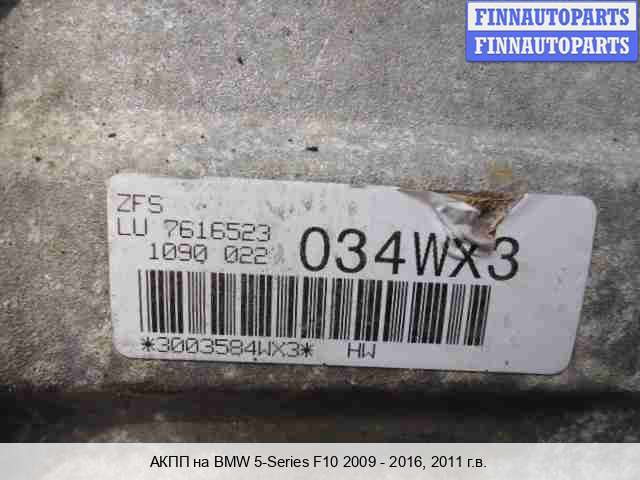 FINNAUTOPARTS
FINNAUTOPARTS
ZFS
LU 7616523
1090 022
034WX3
*3003584WX3* HW
АКПП на BMW 5-Series F10 2009 - 2016, 2011 г.в.